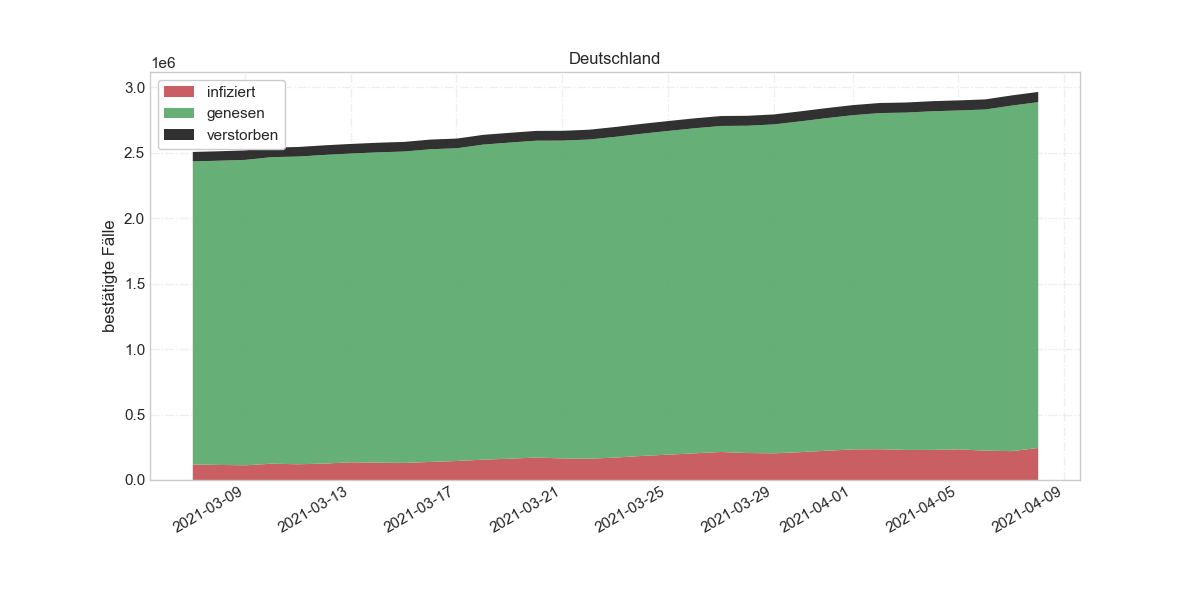 Deutschland
1e6
infiziert
genesen
verstorben
bestätigte Fälle
3.0
2.5
2.0
1.5
1.0
0.5
0.0
2021-03-09
2021-03-13
2021-03-17
2021-03-21
2021-03-25
2021-03-29
2021-04-01
2021-04-05
2021-04-09